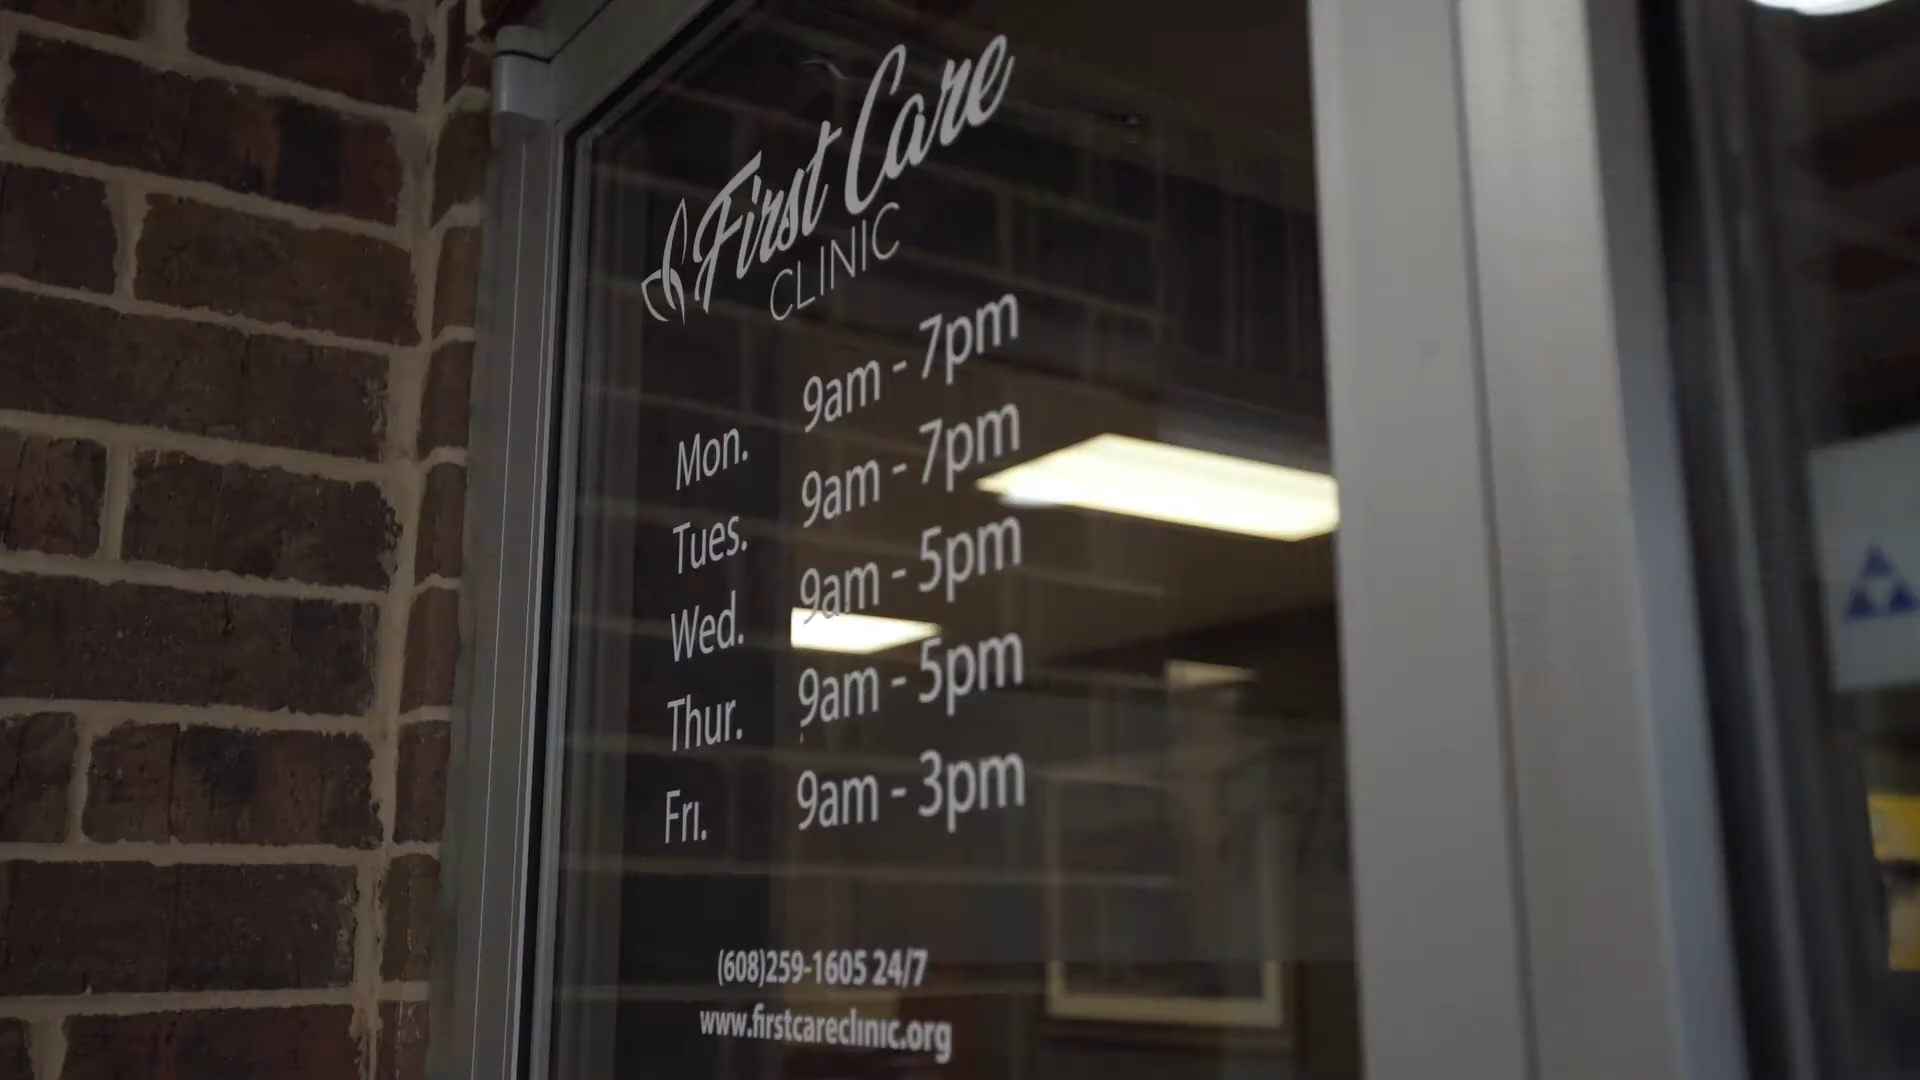 First Care
CLINIC
Mon. 9am - 7pm
Tues. 9am - 7pm
Wed. 9am - 5pm
Thur. 9am - 5pm
Fri. 9am - 3pm
(608)259-1605 24/7
www.firstcareclinic.org